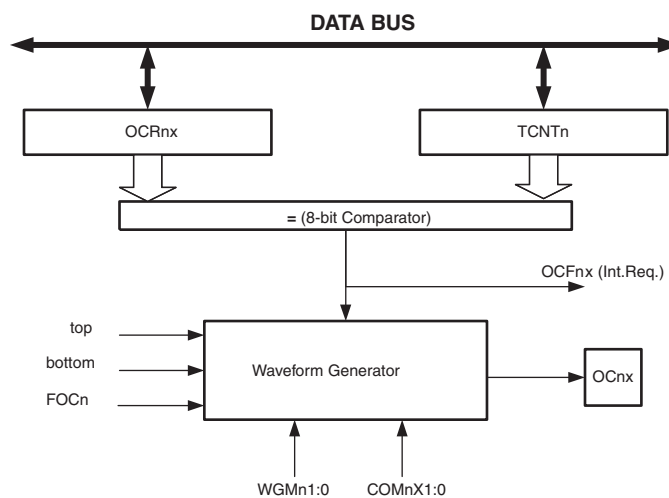 DATA BUS
OCRnx
TCNTn
= (8-bit Comparator)
OCFnx (Int.Req.)
top
bottom
FOCn
Waveform Generator
OCnx
WGMn1:0
COMnX1:0